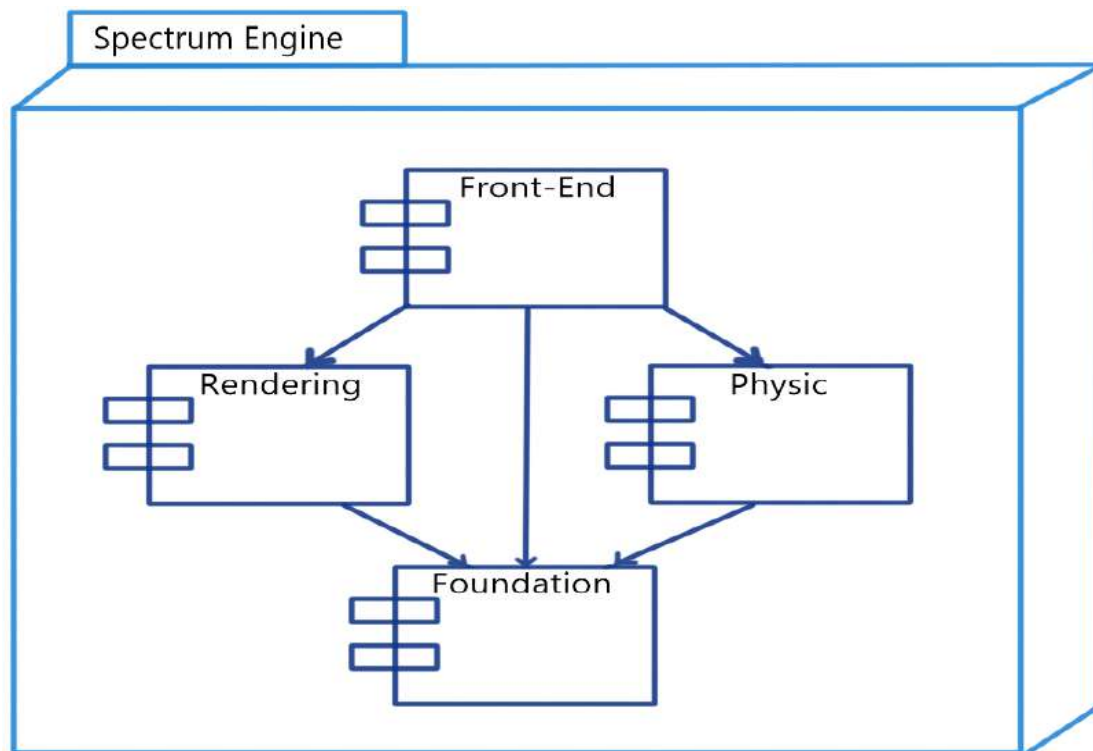 Spectrum Engine
Front-End
Rendering
Physic
Foundation